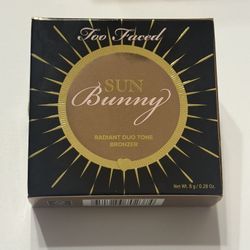 Too Faced
SUN
Bunny
RADIANT DUO TONE
BRONZER
Net Wt. 8 g / 0.28 Oz.